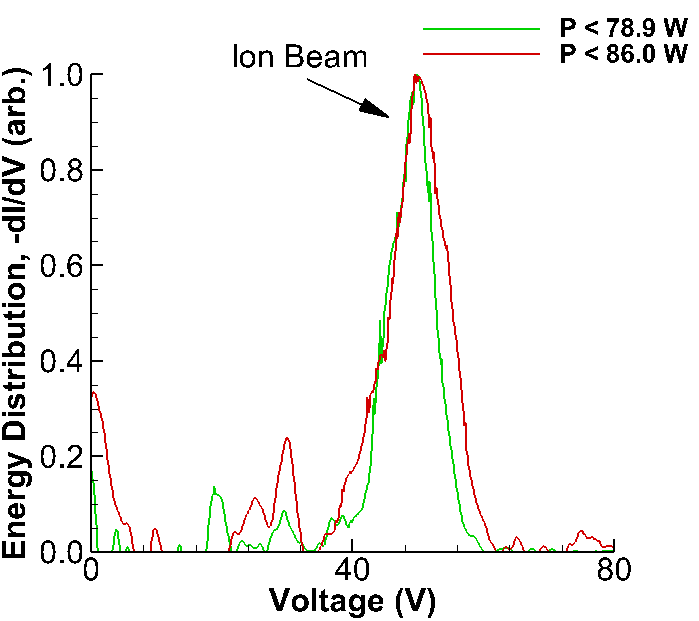 P < 78.9 W
P < 86.0 W
Ion Beam
Energy Distribution, -dI/dV (arb.)
1.0
0.8
0.6
0.4
0.2
0.0
0
40
80
Voltage (V)